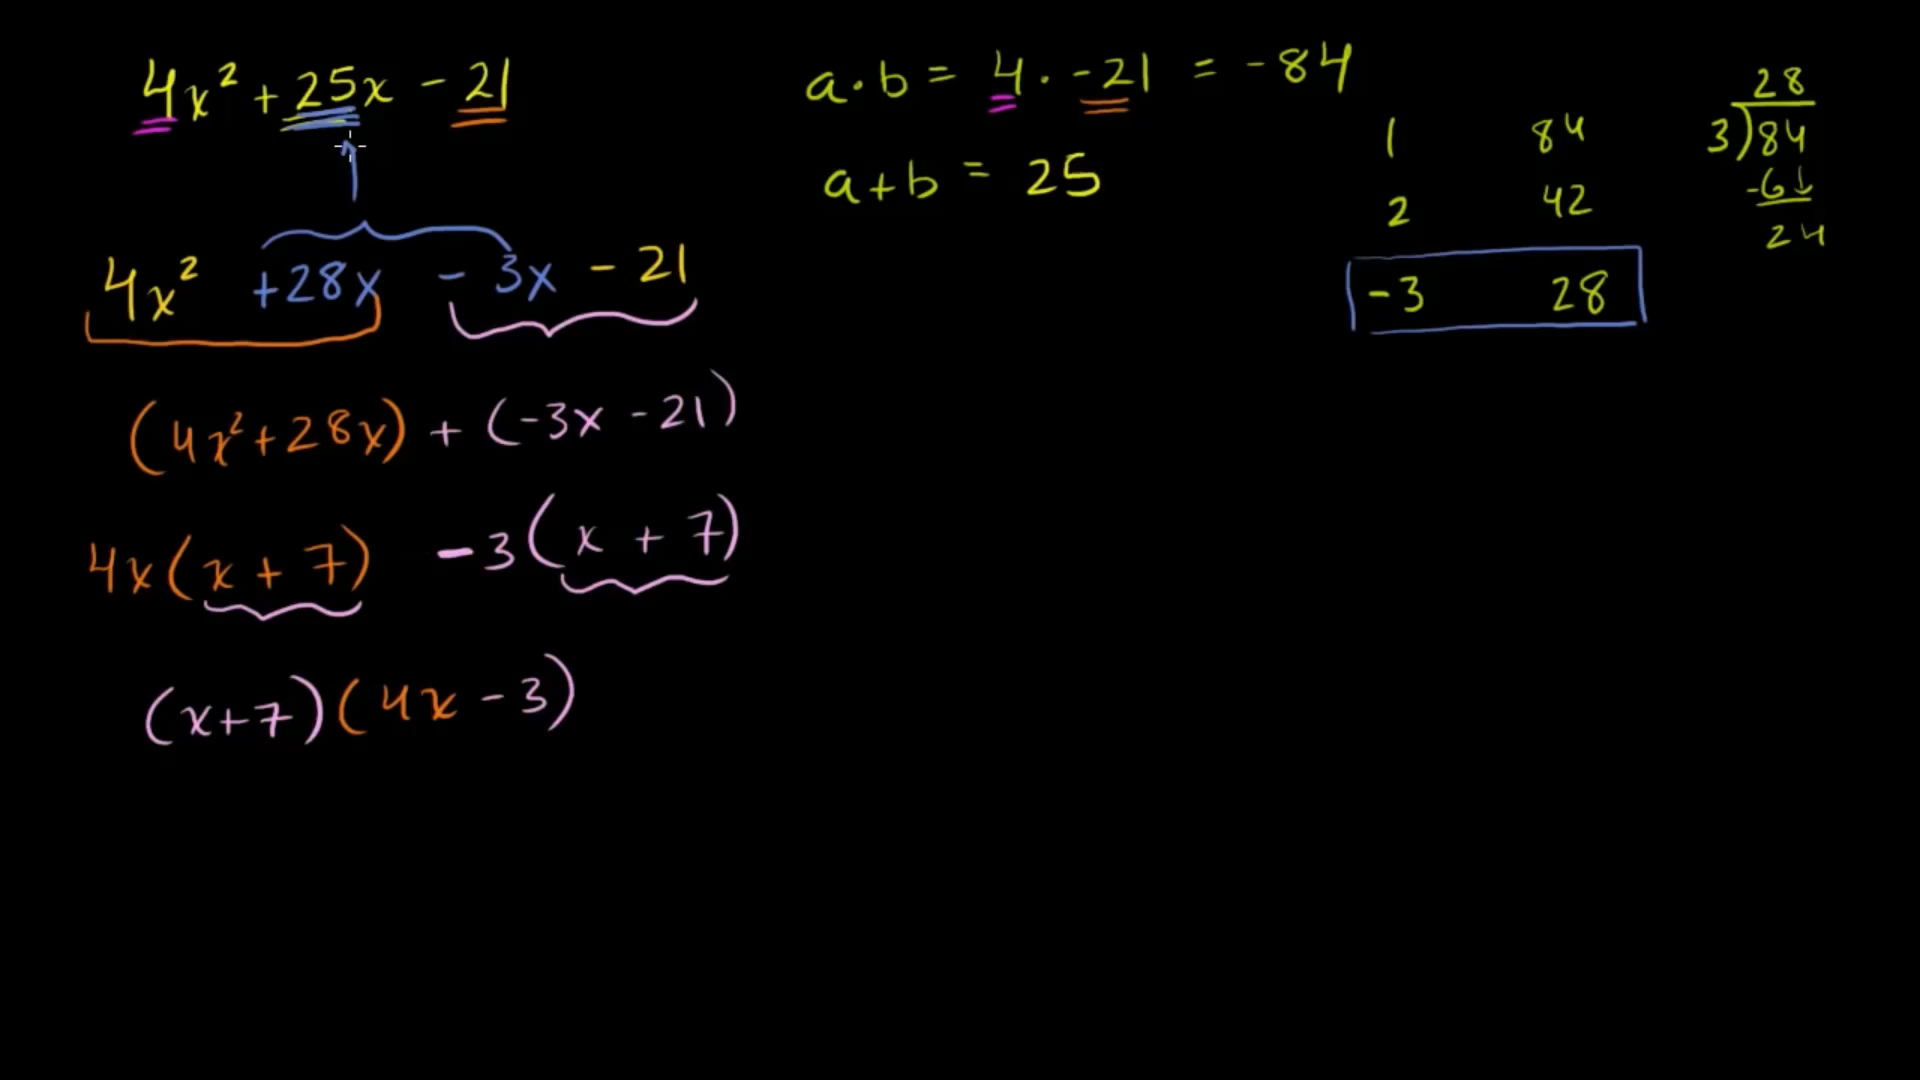 4x² + 25x - 21
4x² +28x - 3x - 21
(4x²+28x) + (-3x -21)
4x(x + 7) -3(x + 7)
(x+7)(4x -3)
a·b = 4 · -21 = -84
a+b = 25
1 84
2 42
-3 28
28
3)84
-6↓
24